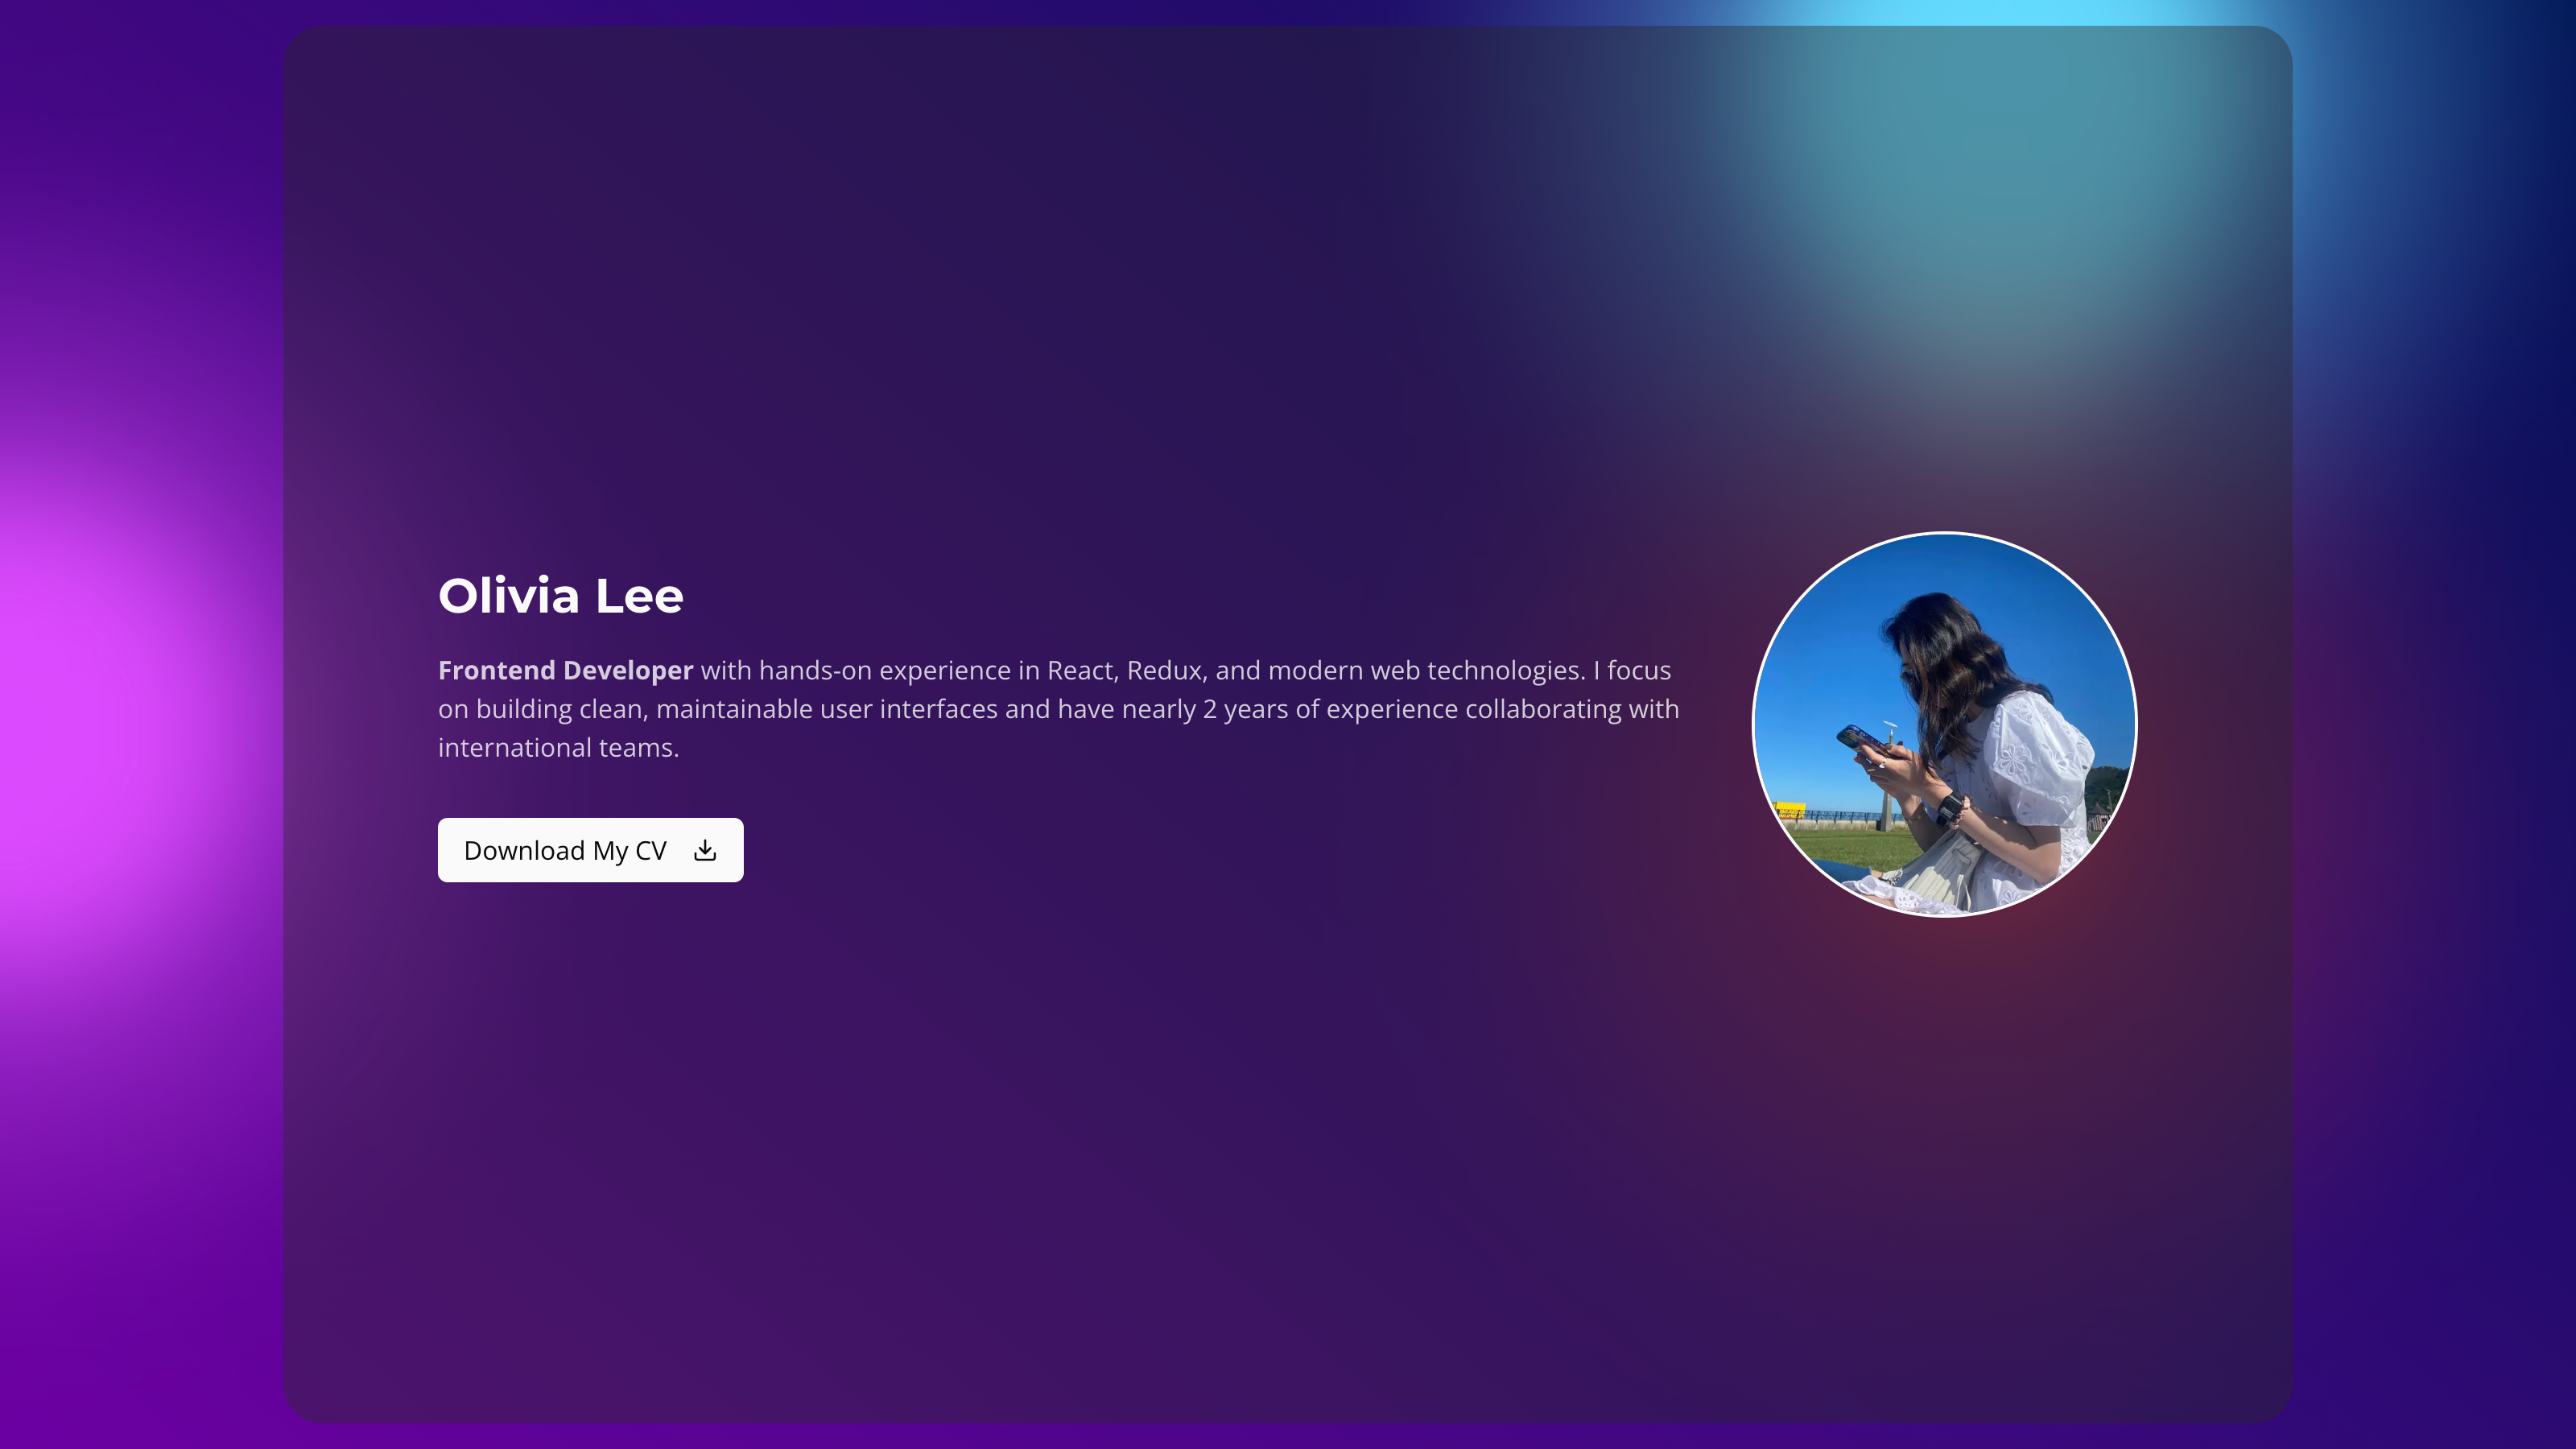 Olivia Lee
Frontend Developer with hands-on experience in React, Redux, and modern web technologies. I focus
on building clean, maintainable user interfaces and have nearly 2 years of experience collaborating with
international teams.
Download My CV